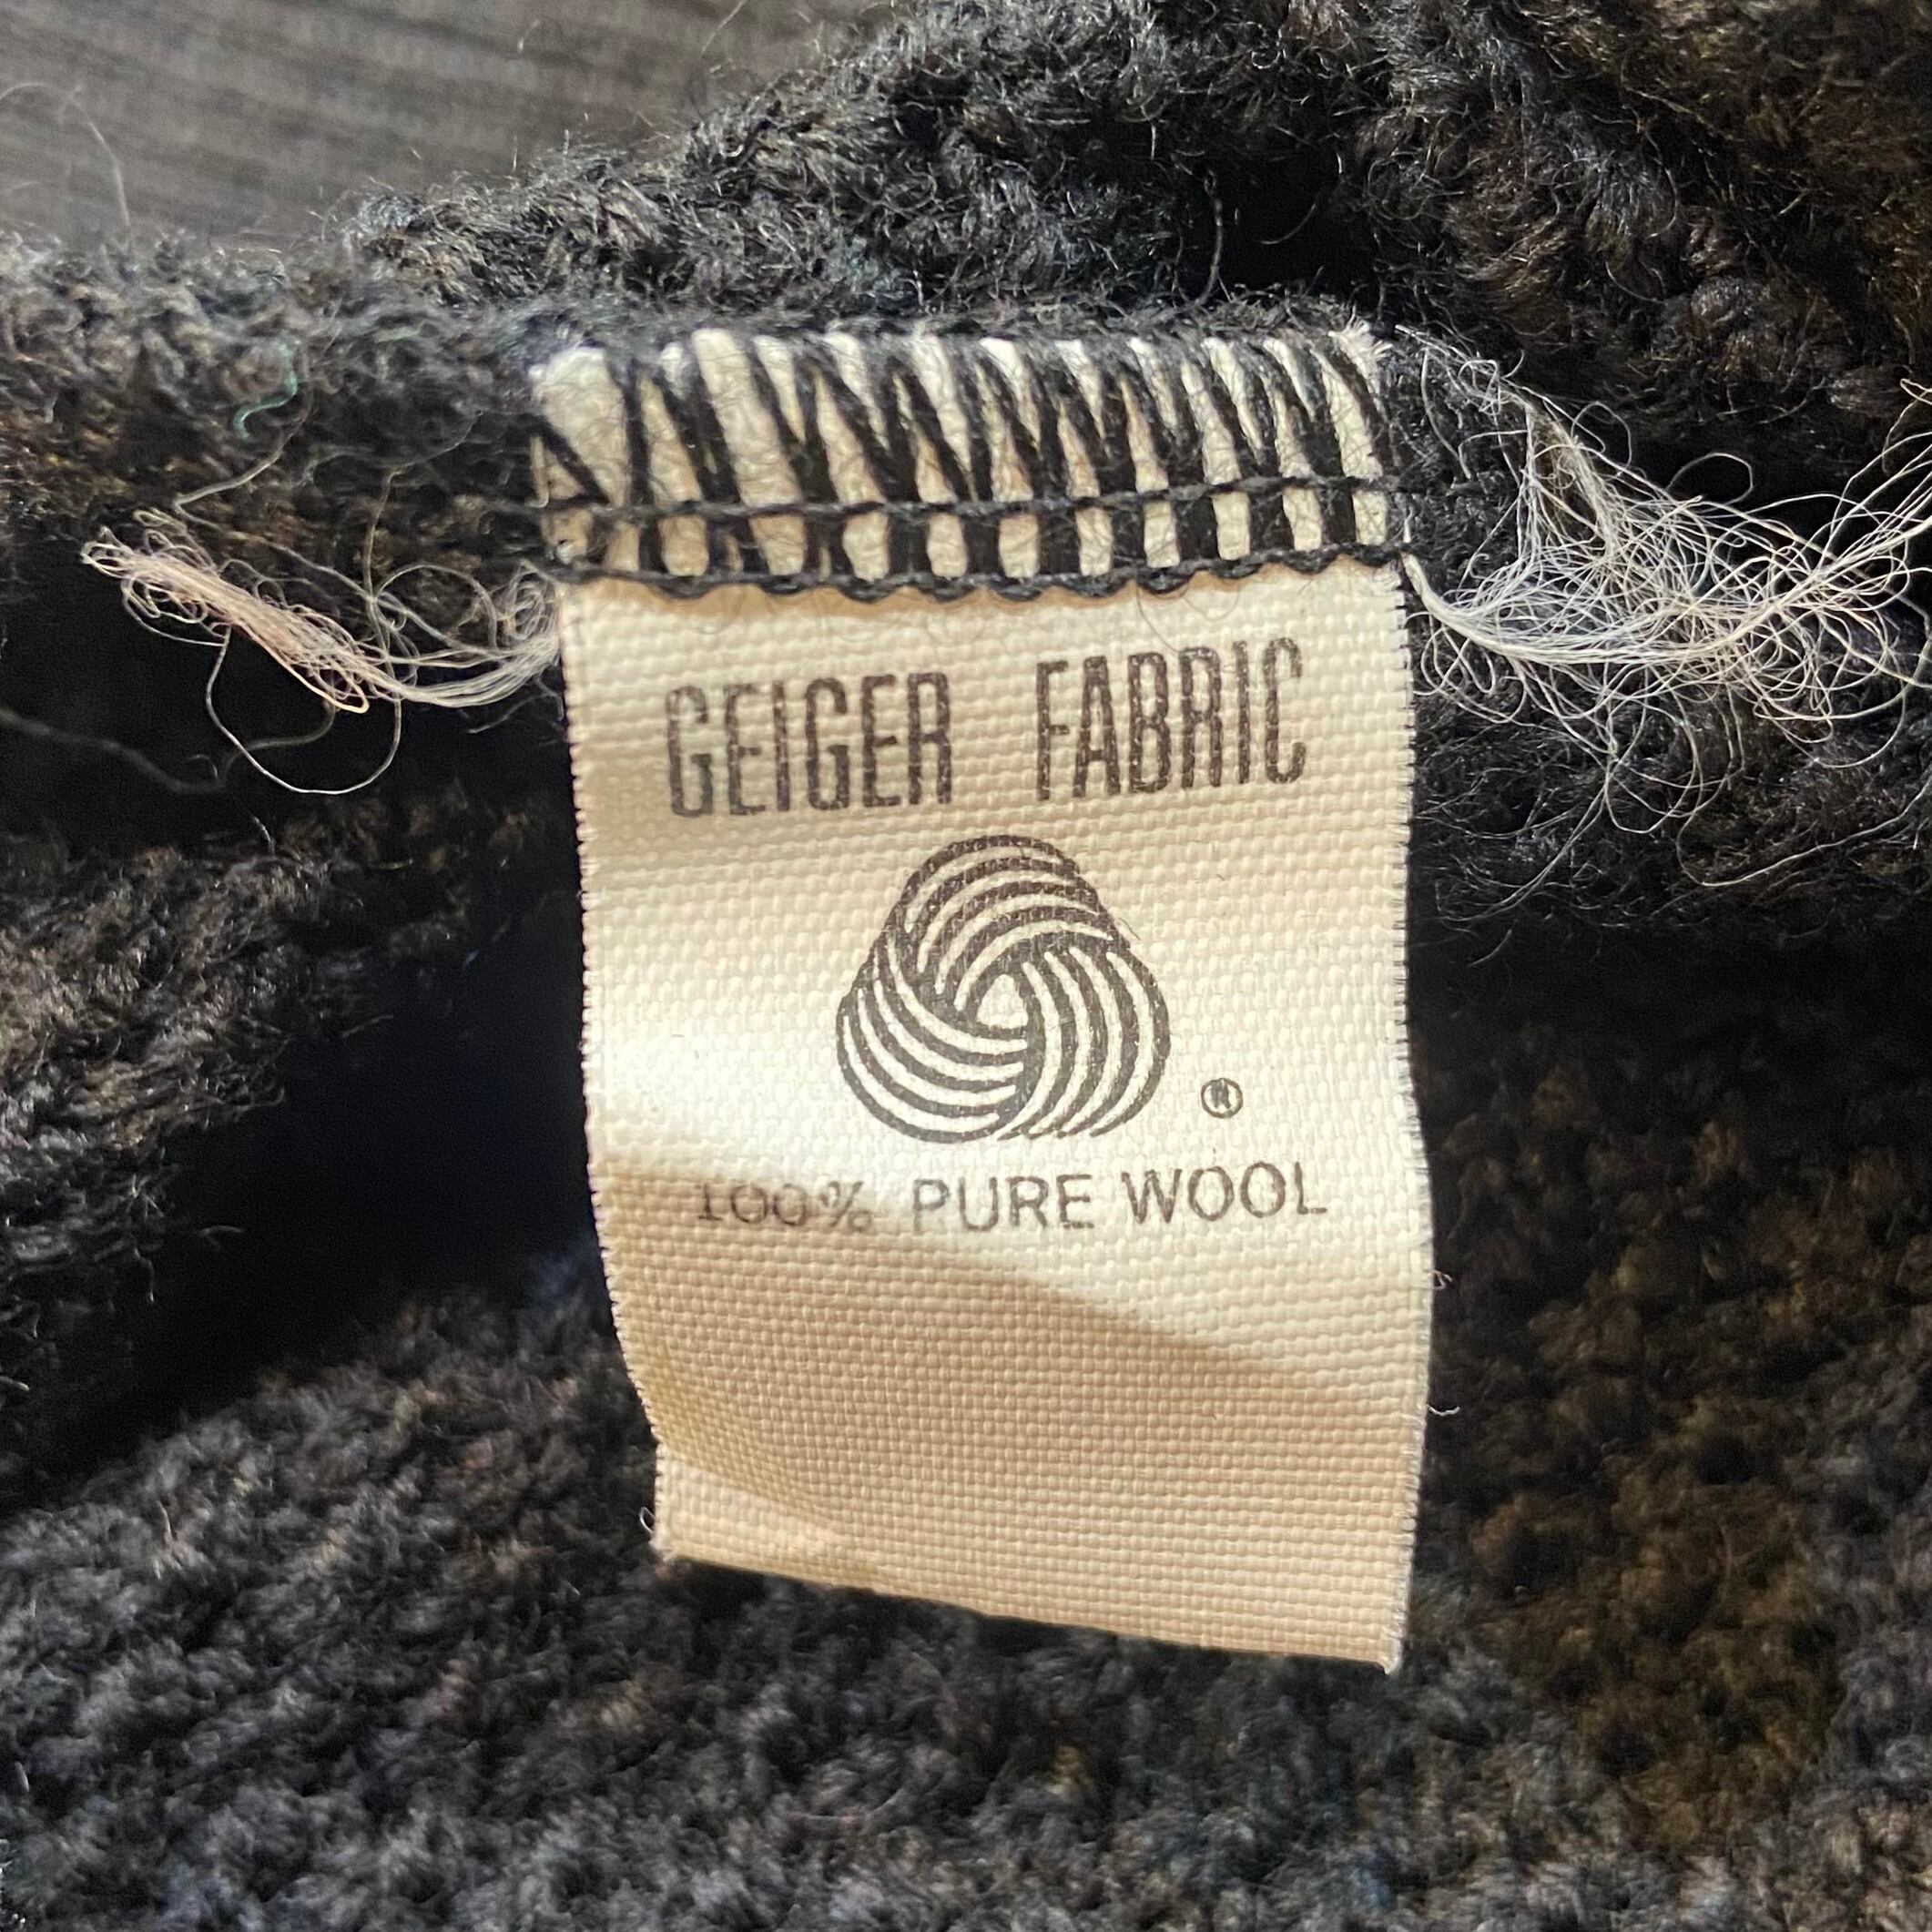 GEIGER FABRIC
®
100% PURE WOOL